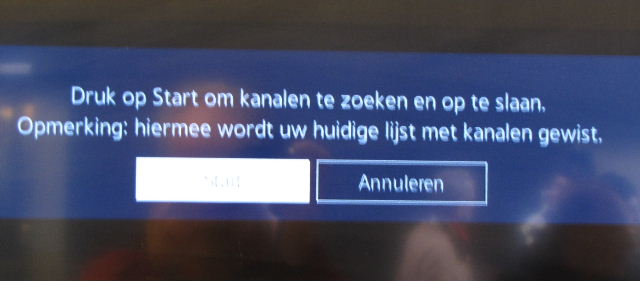 Druk op Start om kanalen te zoeken en op te slaan.
Opmerking: hiermee wordt uw huidige lijst met kanalen gewist.
Start
Annuleren